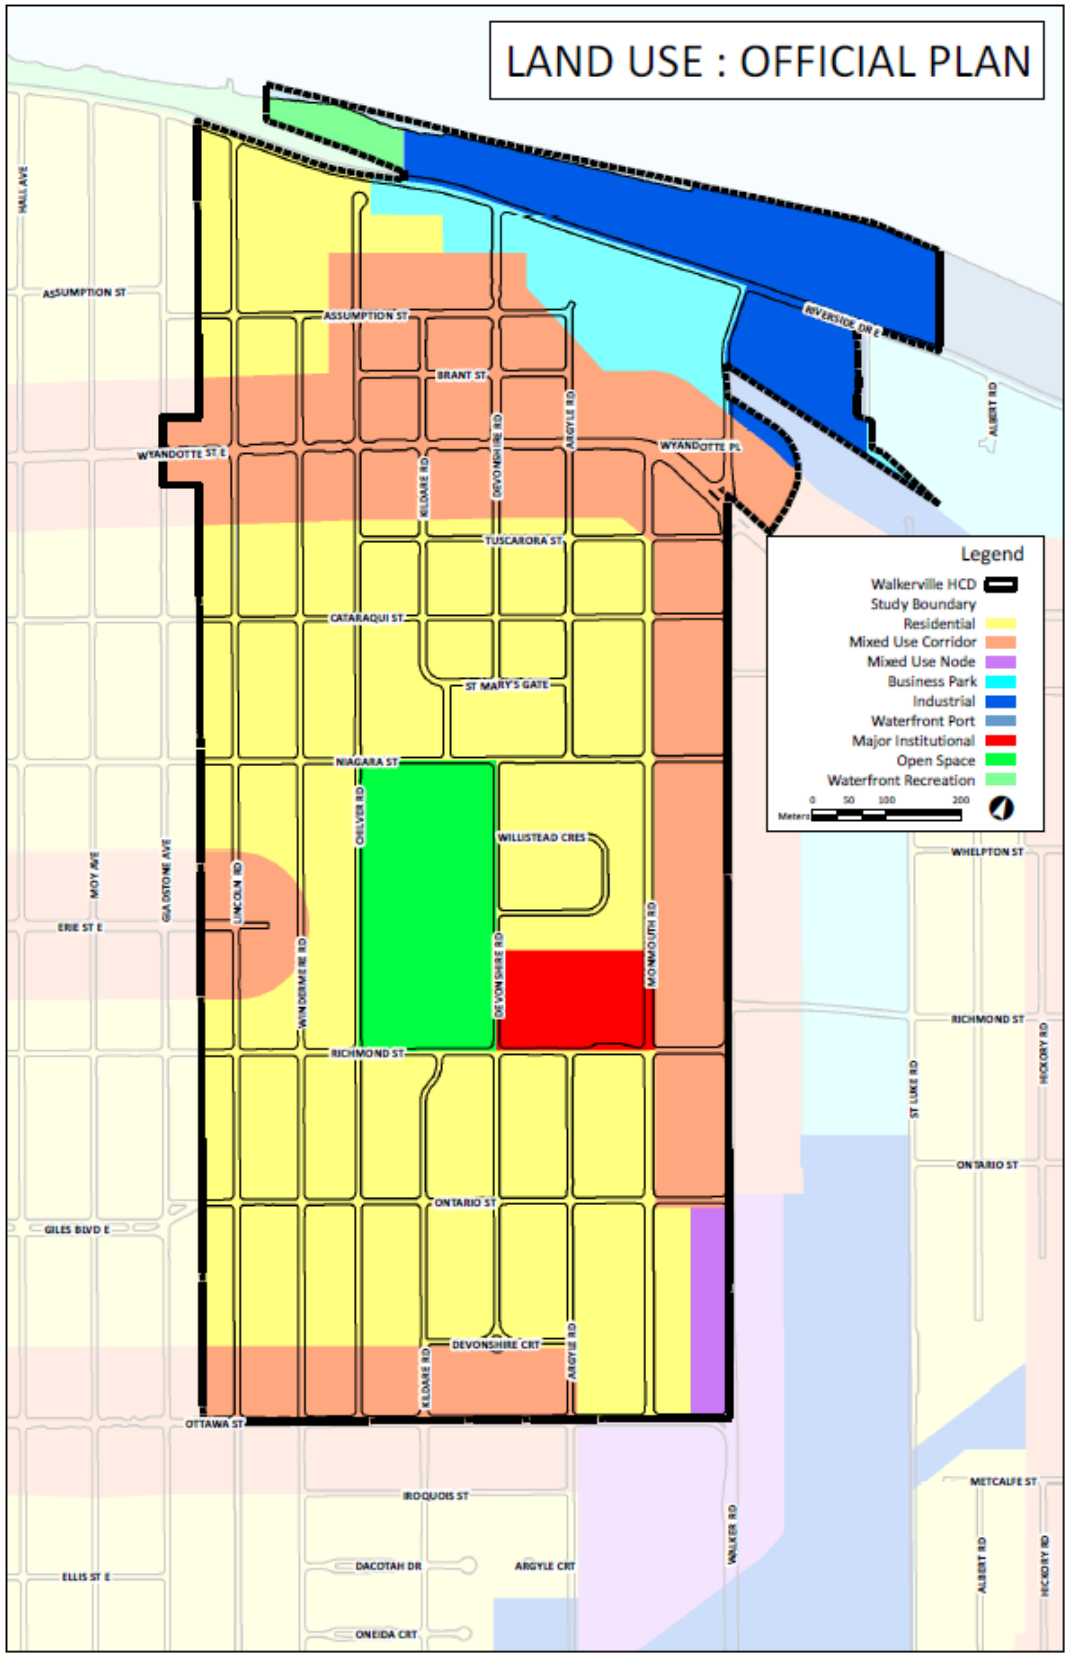 LAND USE : OFFICIAL PLAN
HALL AVE
ASSUMPTION ST
ASSUMPTION ST
RIVERSIDE DR E
BRANT ST
ALBERT RD
ARGYLE RD
DEVONSHIRE RD
WYANDOTTE ST E
WYANDOTTE PL
KILDARE RD
TUSCARORA ST
CATARAQUI ST
ST MARY'S GATE
NIAGARA ST
Legend
Walkerville HCD
Study Boundary
Residential
Mixed Use Corridor
Mixed Use Node
Business Park
Industrial
Waterfront Port
Major Institutional
Open Space
Waterfront Recreation
0 50 100 200
Meters
CHILVER RD
WILLISTEAD CRES
WHELPTON ST
MOY AVE
GLADSTONE AVE
LINCOLN RD
ERIE ST E
WINDERMERE RD
DEVONSHIRE RD
MONMOUTH RD
RICHMOND ST
RICHMOND ST
HICKORY RD
ST LUKE RD
ONTARIO ST
ONTARIO ST
GILES BLVD E
DEVONSHIRE CRT
KILDARE RD
ARGYLE RD
OTTAWA ST
IROQUOIS ST
METCALFE ST
WALKER RD
DACOTAH DR
ARGYLE CRT
ALBERT RD
HICKORY RD
ELLIS ST E
ONEIDA CRT